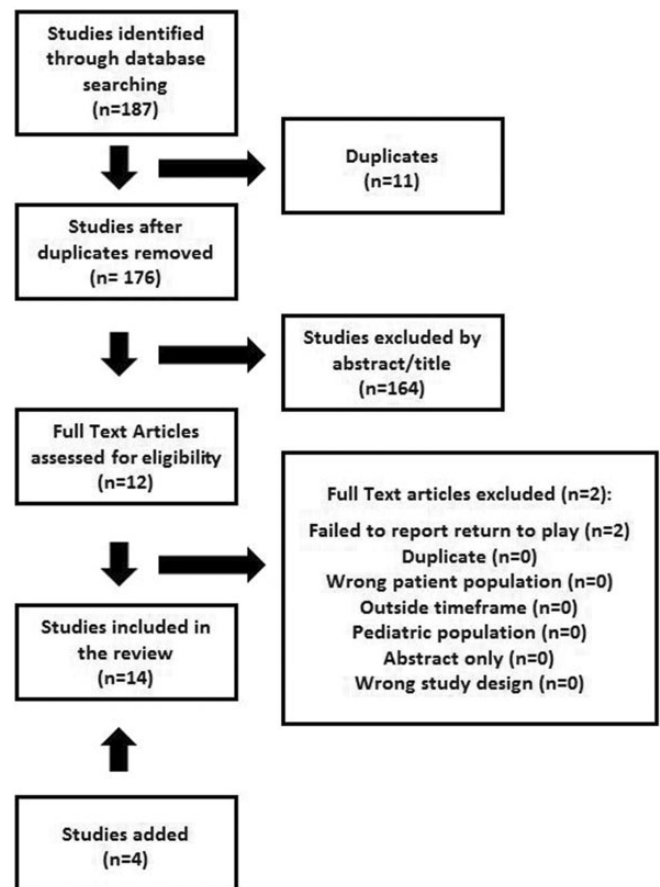 Studies identified
through database
searching
(n=187)
Duplicates
(n=11)
Studies after
duplicates removed
(n= 176)
Studies excluded by
abstract/title
(n=164)
Full Text Articles
assessed for eligibility
(n=12)
Full Text articles excluded (n=2):
Failed to report return to play (n=2)
Duplicate (n=0)
Wrong patient population (n=0)
Outside timeframe (n=0)
Pediatric population (n=0)
Abstract only (n=0)
Wrong study design (n=0)
Studies included in
the review
(n=14)
Studies added
(n=4)